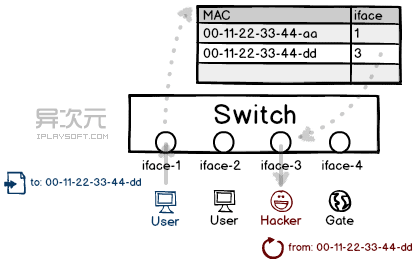 MAC iface
00-11-22-33-44-aa 1
00-11-22-33-44-dd 3
异次元
IPLAYSOFT.COM
Switch
iface-1 iface-2 iface-3 iface-4
to: 00-11-22-33-44-dd
User User Hacker Gate
from: 00-11-22-33-44-dd